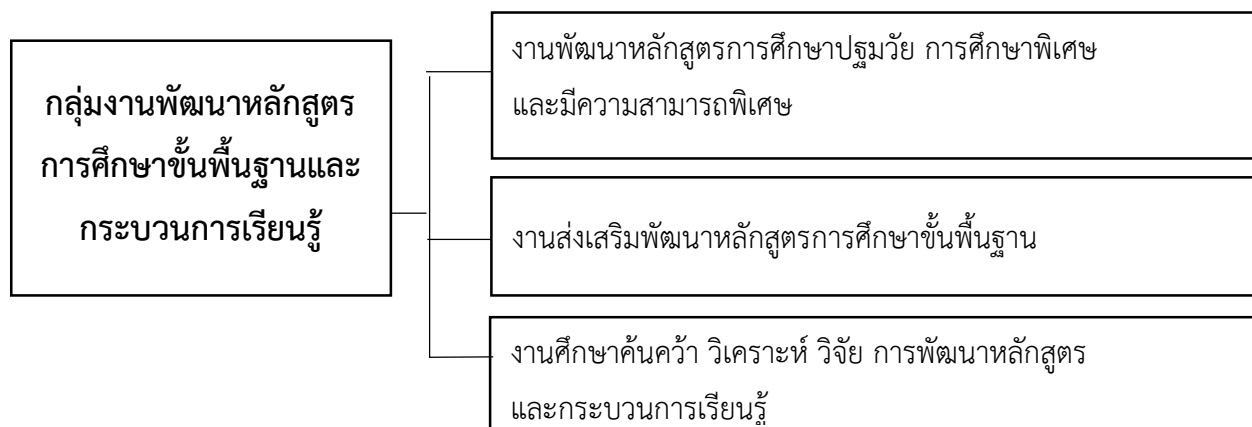 กลุ่มงานพัฒนาหลักสูตร
การศึกษาขั้นพื้นฐานและ
กระบวนการเรียนรู้
งานพัฒนาหลักสูตรการศึกษาปฐมวัย การศึกษาพิเศษ
และมีความสามารถพิเศษ
งานส่งเสริมพัฒนาหลักสูตรการศึกษาขั้นพื้นฐาน
งานศึกษาค้นคว้า วิเคราะห์ วิจัย การพัฒนาหลักสูตร
และกระบวนการเรียนรู้